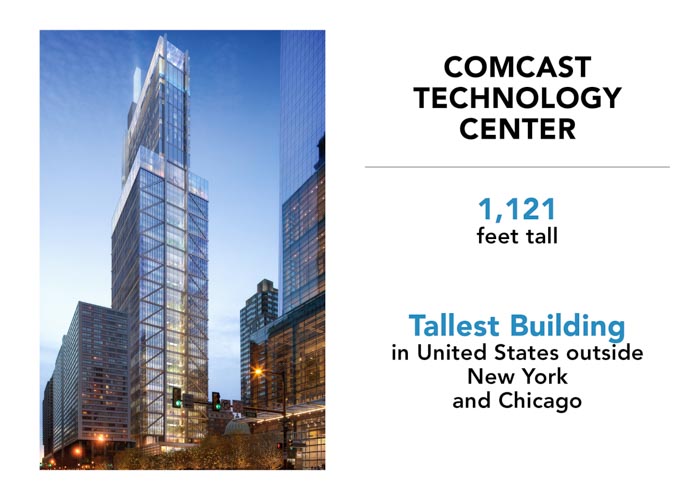 COMCAST
TECHNOLOGY
CENTER
1,121
feet tall
Tallest Building
in United States outside
New York
and Chicago